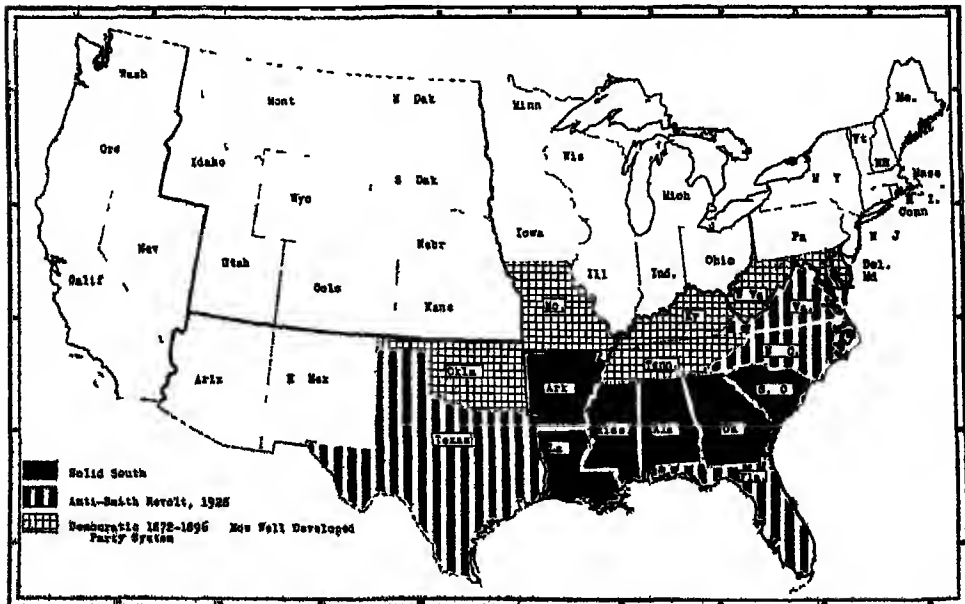 Wash
Mont
N Dak
Minn
Me.
Ore
Idaho
Wis
Vt
NH
Mass
S Dak
Wyo
Mich
N Y
R I.
Conn
Iowa
Nebr
Pa
N J
Nev
Utah
Ill
Ind.
Ohio
Calif
Colo
Kans
Del.
Md
Mo.
W Va
Va.
Ky
N C.
Tenn
Okla
Ariz
N Mex
Ark
S. C
Texas
Miss
Ala
Ga
La
Fla
Solid South
Anti-Smith Revolt, 1928
Democratic 1872-1896 Now Well Developed
Party System